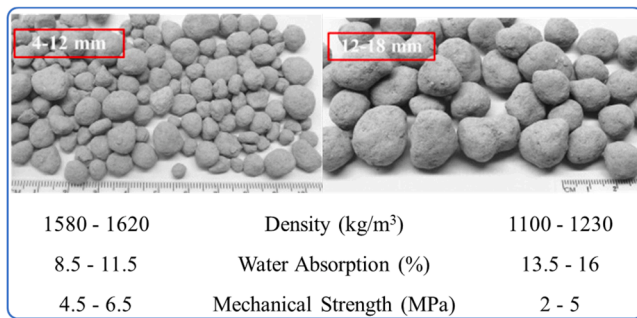 4-12 mm
12-18 mm
CM
1580 - 1620 Density (kg/m³) 1100 - 1230
8.5 - 11.5 Water Absorption (%) 13.5 - 16
4.5 - 6.5 Mechanical Strength (MPa) 2 - 5